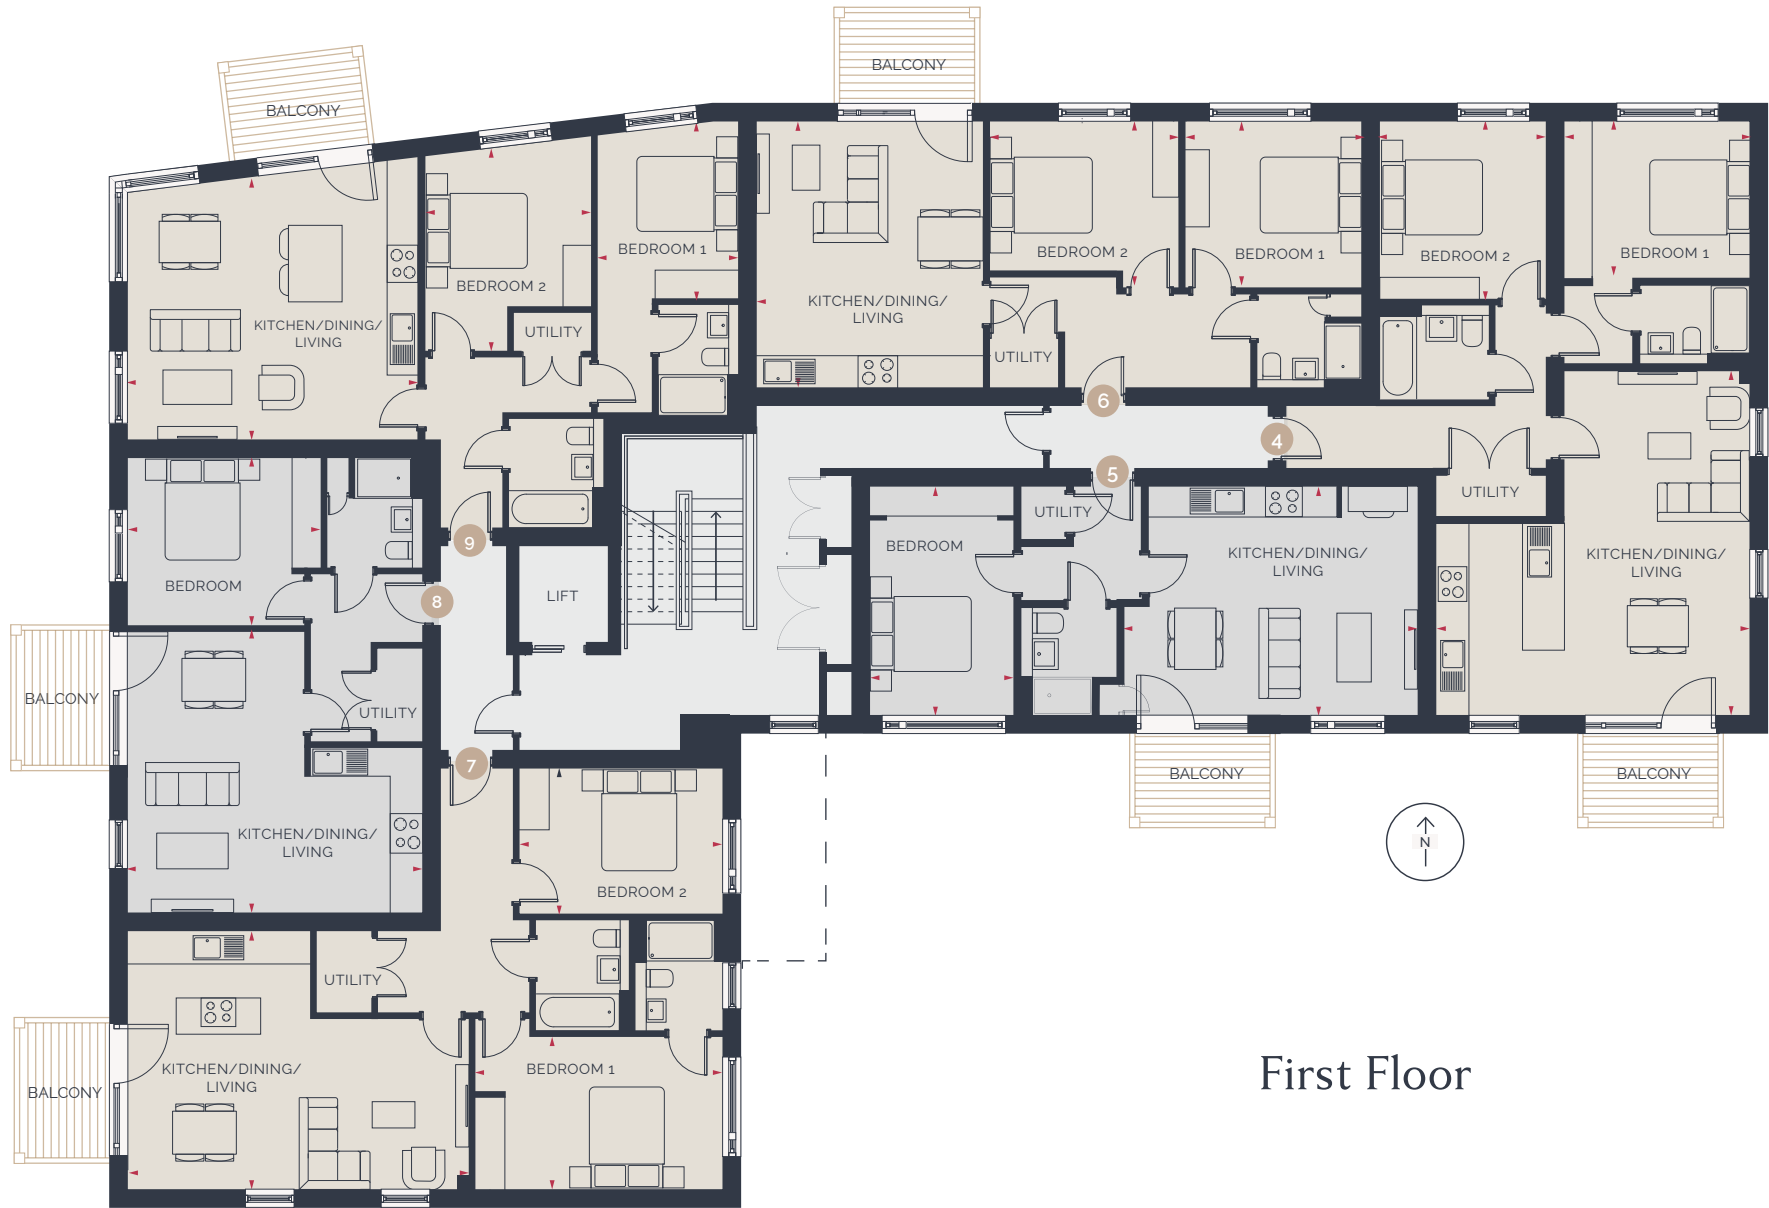 BALCONY
BALCONY
BEDROOM 1
BEDROOM 2
KITCHEN/DINING/
LIVING
UTILITY
BEDROOM 2
BEDROOM 1
KITCHEN/DINING/
LIVING
UTILITY
BEDROOM 2
BEDROOM 1
6
4
5
UTILITY
UTILITY
BEDROOM
KITCHEN/DINING/
LIVING
KITCHEN/DINING/
LIVING
9
BEDROOM
8
LIFT
BALCONY
UTILITY
7
BALCONY
BALCONY
KITCHEN/DINING/
LIVING
N
BEDROOM 2
UTILITY
KITCHEN/DINING/
LIVING
BEDROOM 1
BALCONY
First Floor